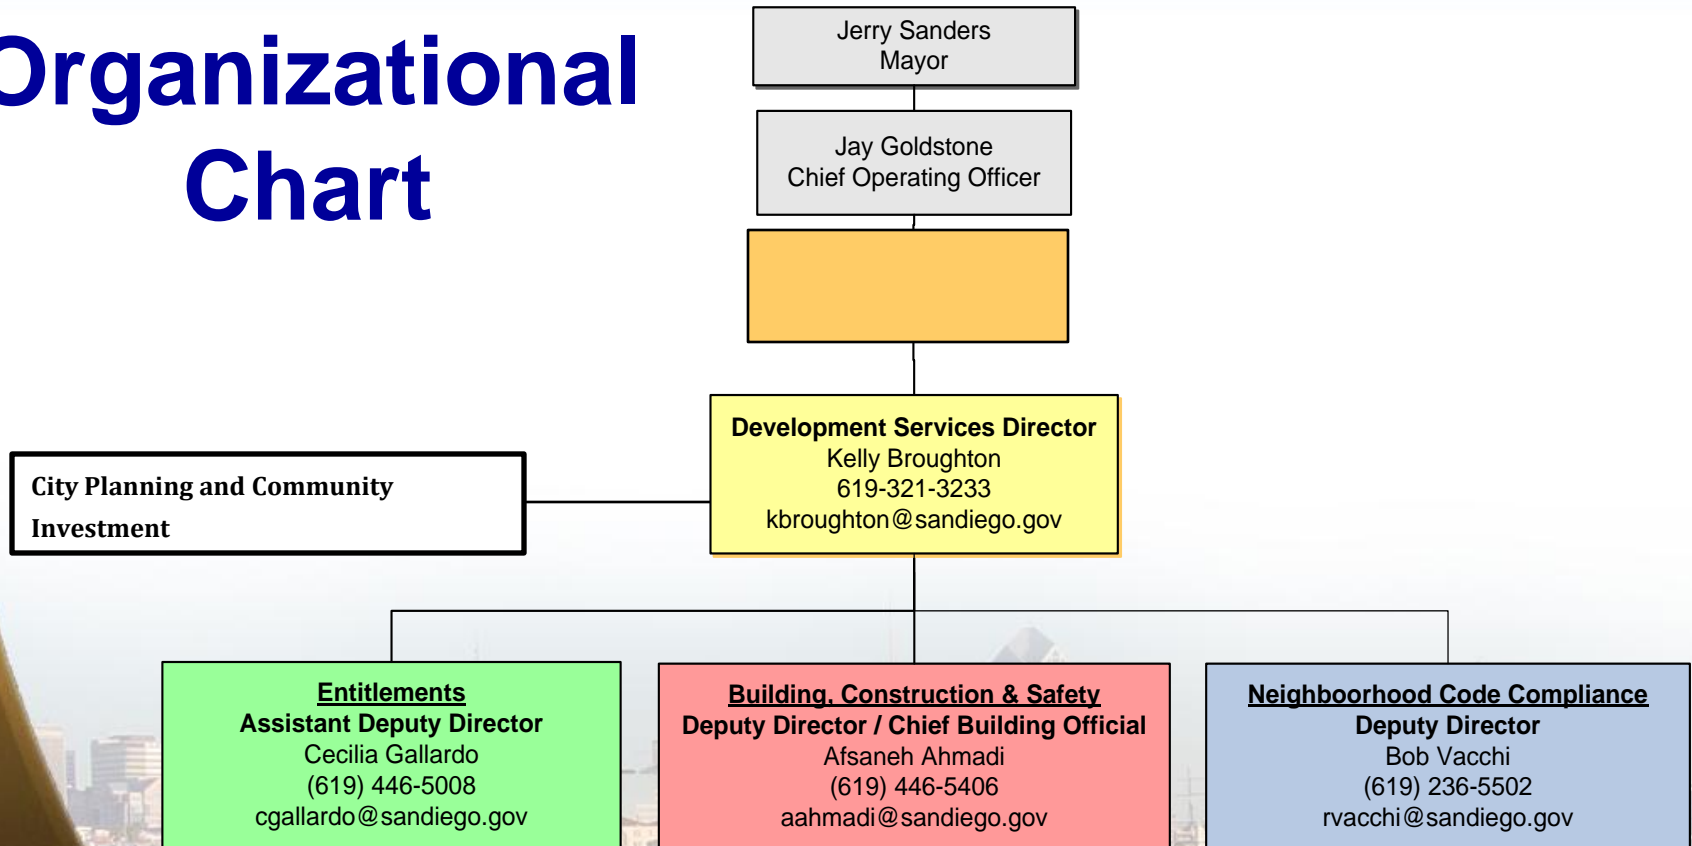 Organizational
Chart
Jerry Sanders
Mayor
Jay Goldstone
Chief Operating Officer
Development Services Director
Kelly Broughton
619-321-3233
kbroughton@sandiego.gov
City Planning and Community
Investment
Entitlements
Assistant Deputy Director
Cecilia Gallardo
(619) 446-5008
cgallardo@sandiego.gov
Building, Construction & Safety
Deputy Director / Chief Building Official
Afsaneh Ahmadi
(619) 446-5406
aahmadi@sandiego.gov
Neighboorhood Code Compliance
Deputy Director
Bob Vacchi
(619) 236-5502
rvacchi@sandiego.gov